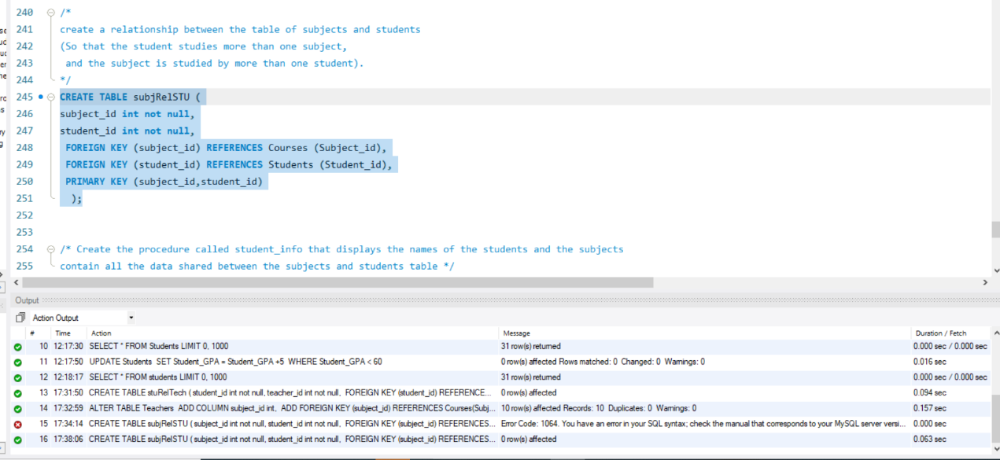 240 /*
241 create a relationship between the table of subjects and students
242 (So that the student studies more than one subject,
243 and the subject is studied by more than one student).
244 */
245 CREATE TABLE subjRelSTU (
246 subject_id int not null,
247 student_id int not null,
248 FOREIGN KEY (subject_id) REFERENCES Courses (Subject_id),
249 FOREIGN KEY (student_id) REFERENCES Students (Student_id),
250 PRIMARY KEY (subject_id,student_id)
251 );
252
253
254 /* Create the procedure called student_info that displays the names of the students and the subjects
255 contain all the data shared between the subjects and students table */
Output
Action Output
# Time Action Message Duration / Fetch
10 12:17:30 SELECT * FROM Students LIMIT 0, 1000 31 row(s) returned 0.000 sec / 0.000 sec
11 12:17:50 UPDATE Students SET Student_GPA = Student_GPA +5 WHERE Student_GPA < 60 0 row(s) affected Rows matched: 0 Changed: 0 Warnings: 0 0.016 sec
12 12:18:17 SELECT * FROM students LIMIT 0, 1000 31 row(s) returned 0.000 sec / 0.000 sec
13 17:31:50 CREATE TABLE stuRelTech ( student_id int not null,teacher_id int not null, FOREIGN KEY (student_id) REFERENCE... 0 row(s) affected 0.094 sec
14 17:32:59 ALTER TABLE Teachers ADD COLUMN subject_id int, ADD FOREIGN KEY (subject_id) REFERENCES Courses(Subj... 10 row(s) affected Records: 10 Duplicates: 0 Warnings: 0 0.157 sec
15 17:34:14 CREATE TABLE subjRelSTU ( subject_id int not null, student_id int not null, FOREIGN KEY (subject_id) REFERENCES... Error Code: 1064. You have an error in your SQL syntax; check the manual that corresponds to your MySQL server versi... 0.000 sec
16 17:38:06 CREATE TABLE subjRelSTU ( subject_id int not null, student_id int not null, FOREIGN KEY (subject_id) REFERENCES... 0 row(s) affected 0.063 sec